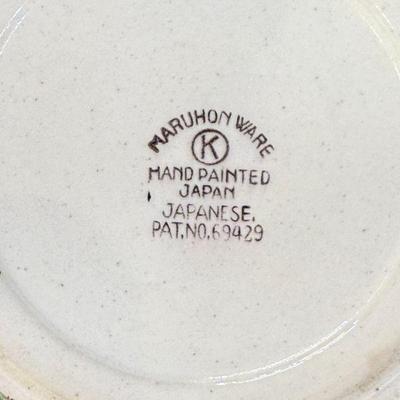 MARUHON WARE
K
HAND PAINTED
JAPAN
JAPANESE.
PAT.NO.69429